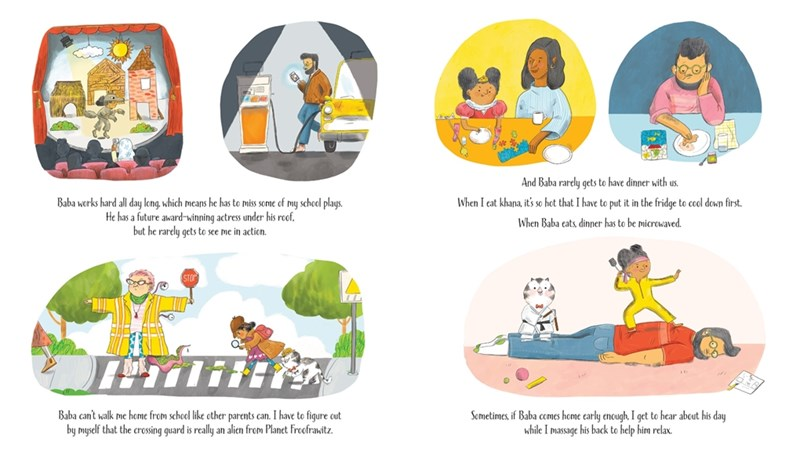 Baba works hard all day long, which means he has to miss some of my school plays.
He has a future award-winning actress under his roof,
but he rarely gets to see me in action.
STOP
Baba can't walk me home from school like other parents can. I have to figure out
by myself that the crossing guard is really an alien from Planet Froofrawitz.
And Baba rarely gets to have dinner with us.
When I eat khana, it's so hot that I have to put it in the fridge to cool down first.
When Baba eats, dinner has to be microwaved.
Sometimes, if Baba comes home early enough, I get to hear about his day
while I massage his back to help him relax.